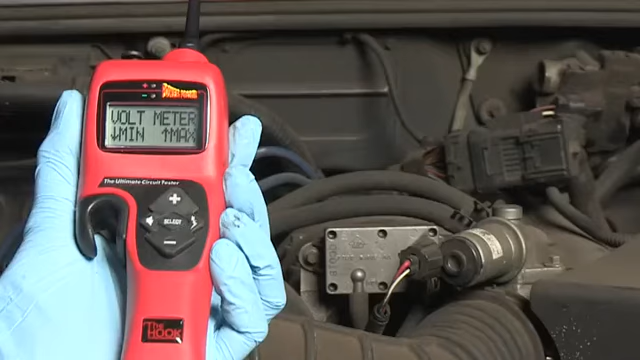 POWER PROBE
VOLT METER
↓MIN ↑MAX
The Ultimate Circuit Tester
+
SELECT
−
The
HOOK